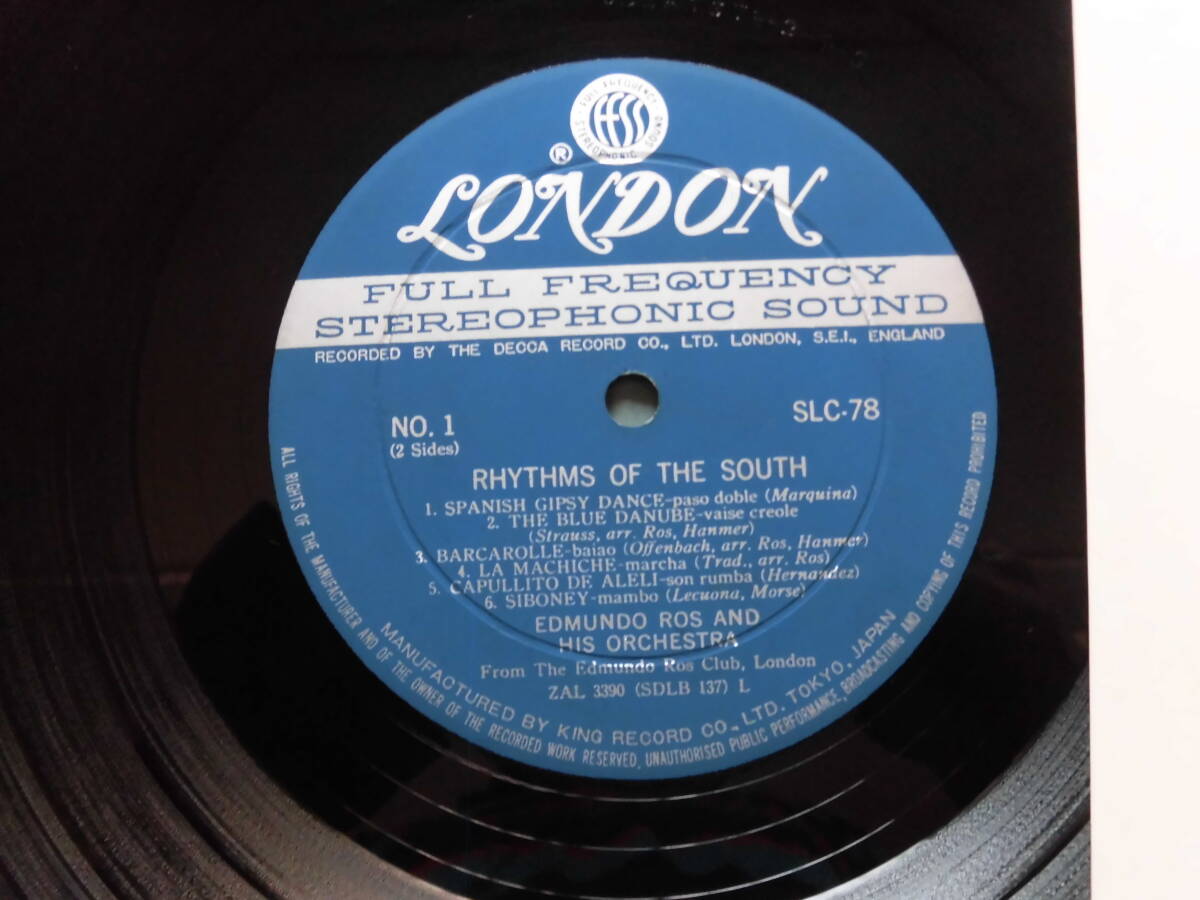 FULL FREQUENCY STEREOPHONIC SOUND
FFSS
® LONDON
FULL FREQUENCY
STEREOPHONIC SOUND
RECORDED BY THE DECCA RECORD CO., LTD. LONDON, S.E.I., ENGLAND
NO. 1
(2 Sides)
SLC-78
RHYTHMS OF THE SOUTH
1. SPANISH GIPSY DANCE-paso doble (Marquina)
2. THE BLUE DANUBE-vaise creole
(Strauss, arr. Ros, Hanmer)
3. BARCAROLLE-baiao (Offenbach, arr. Ros, Hanmer)
4. LA MACHICHE-marcha (Trad., arr. Ros)
5. CAPULLITO DE ALELI-son rumba (Hernandez)
6. SIBONEY-mambo (Lecuona, Morse)
EDMUNDO ROS AND
HIS ORCHESTRA
From The Edmundo Ros Club, London
ZAL 3390 (SDLB 137) L
MANUFACTURED BY KING RECORD CO., LTD. TOKYO, JAPAN
ALL RIGHTS OF THE MANUFACTURER AND OF THE OWNER OF THE RECORDED WORK RESERVED, UNAUTHORISED PUBLIC PERFORMANCE, BROADCASTING AND COPYING OF THIS RECORD PROHIBITED